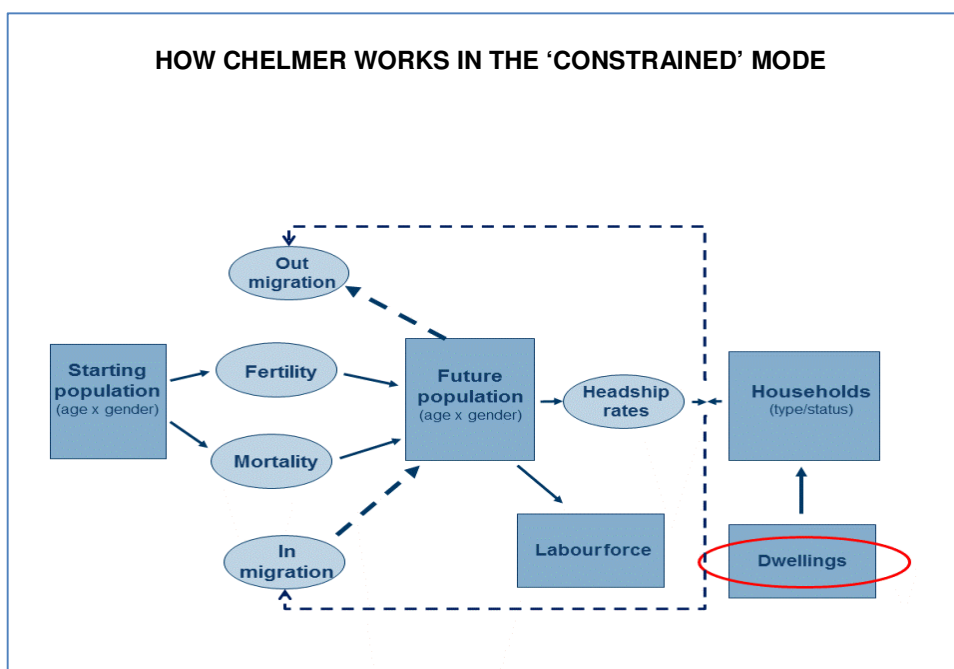 HOW CHELMER WORKS IN THE ‘CONSTRAINED’ MODE
Out
migration
Starting
population
(age x gender)
Fertility
Mortality
In
migration
Future
population
(age x gender)
Headship
rates
Labourforce
Households
(type/status)
Dwellings